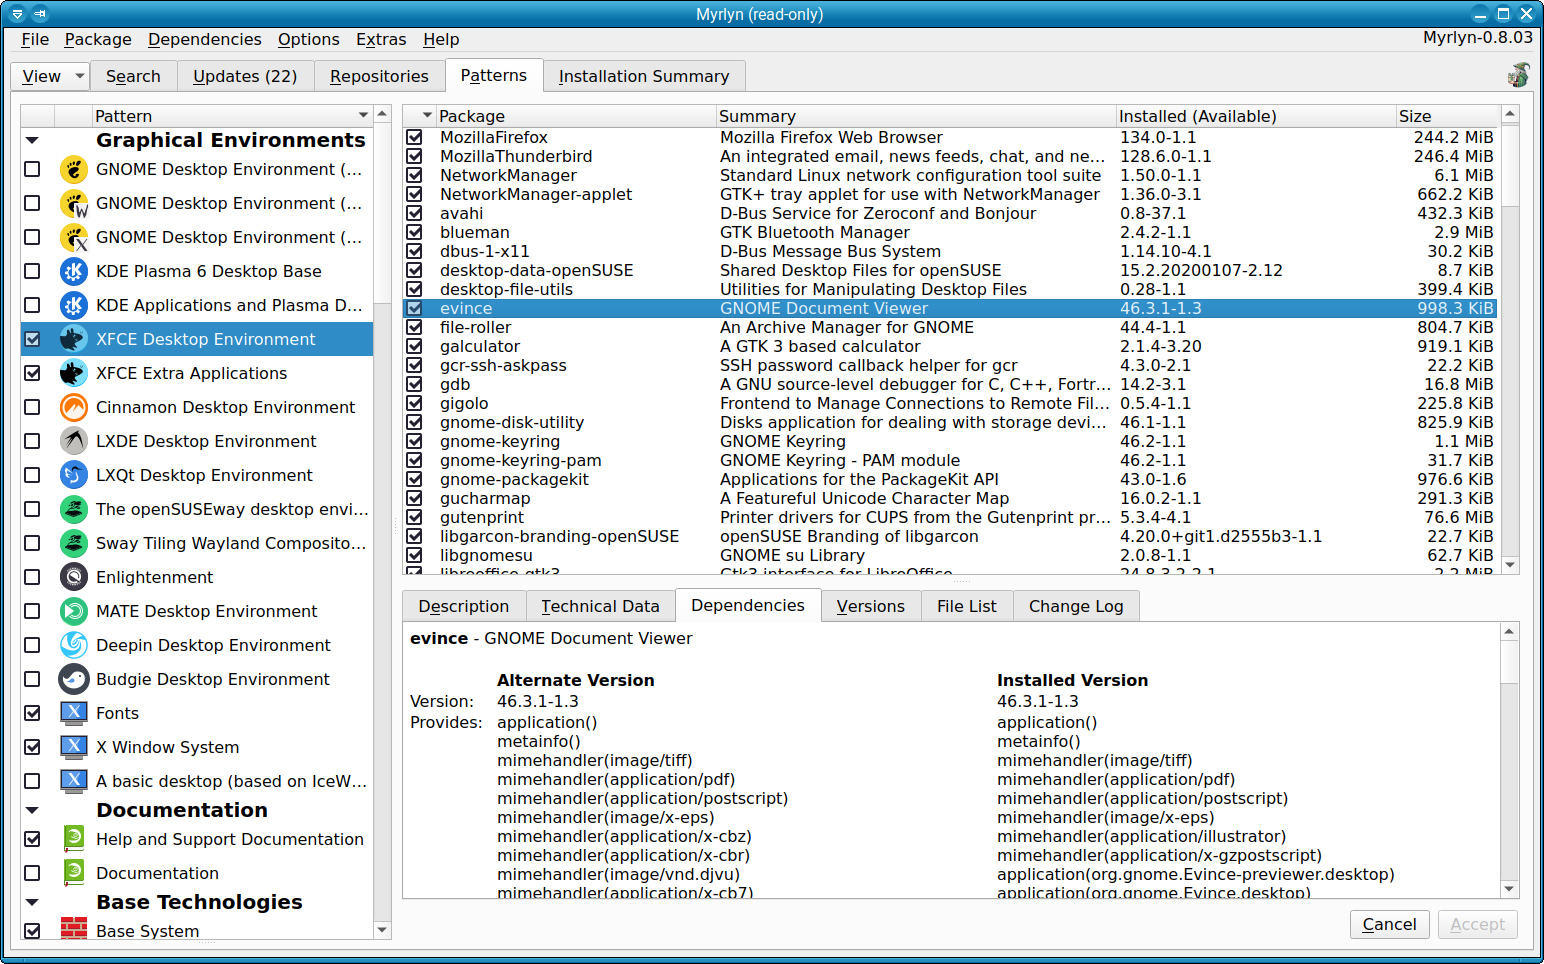 Myrlyn (read-only)
File Package Dependencies Options Extras Help
Myrlyn-0.8.03
View Search Updates (22) Repositories Patterns Installation Summary
Pattern
Graphical Environments
GNOME Desktop Environment (...
GNOME Desktop Environment (...
GNOME Desktop Environment (...
KDE Plasma 6 Desktop Base
KDE Applications and Plasma D...
XFCE Desktop Environment
XFCE Extra Applications
Cinnamon Desktop Environment
LXDE Desktop Environment
LXQt Desktop Environment
The openSUSEway desktop envi...
Sway Tiling Wayland Composito...
Enlightenment
MATE Desktop Environment
Deepin Desktop Environment
Budgie Desktop Environment
Fonts
X Window System
A basic desktop (based on IceW...
Documentation
Help and Support Documentation
Documentation
Base Technologies
Base System
Package Summary Installed (Available) Size
MozillaFirefox Mozilla Firefox Web Browser 134.0-1.1 244.2 MiB
MozillaThunderbird An integrated email, news feeds, chat, and ne... 128.6.0-1.1 246.4 MiB
NetworkManager Standard Linux network configuration tool suite 1.50.0-1.1 6.1 MiB
NetworkManager-applet GTK+ tray applet for use with NetworkManager 1.36.0-3.1 662.2 KiB
avahi D-Bus Service for Zeroconf and Bonjour 0.8-37.1 432.3 KiB
blueman GTK Bluetooth Manager 2.4.2-1.1 2.9 MiB
dbus-1-x11 D-Bus Message Bus System 1.14.10-4.1 30.2 KiB
desktop-data-openSUSE Shared Desktop Files for openSUSE 15.2.20200107-2.12 8.7 KiB
desktop-file-utils Utilities for Manipulating Desktop Files 0.28-1.1 399.4 KiB
evince GNOME Document Viewer 46.3.1-1.3 998.3 KiB
file-roller An Archive Manager for GNOME 44.4-1.1 804.7 KiB
galculator A GTK 3 based calculator 2.1.4-3.20 919.1 KiB
gcr-ssh-askpass SSH password callback helper for gcr 4.3.0-2.1 22.2 KiB
gdb A GNU source-level debugger for C, C++, Fortr... 14.2-3.1 16.8 MiB
gigolo Frontend to Manage Connections to Remote Fil... 0.5.4-1.1 225.8 KiB
gnome-disk-utility Disks application for dealing with storage devi... 46.1-1.1 825.9 KiB
gnome-keyring GNOME Keyring 46.2-1.1 1.1 MiB
gnome-keyring-pam GNOME Keyring - PAM module 46.2-1.1 31.7 KiB
gnome-packagekit Applications for the PackageKit API 43.0-1.6 976.6 KiB
gucharmap A Featureful Unicode Character Map 16.0.2-1.1 291.3 KiB
gutenprint Printer drivers for CUPS from the Gutenprint pr... 5.3.4-4.1 76.6 MiB
libgarcon-branding-openSUSE openSUSE Branding of libgarcon 4.20.0+git1.d2555b3-1.1 22.7 KiB
libgnomesu GNOME su Library 2.0.8-1.1 62.7 KiB
libreoffice-gtk3 Gtk3 interface for LibreOffice 24.8.3.2-2.1 2.2 MiB
Description Technical Data Dependencies Versions File List Change Log
evince - GNOME Document Viewer
Alternate Version Installed Version
Version: 46.3.1-1.3 46.3.1-1.3
Provides: application() application()
metainfo() metainfo()
mimehandler(image/tiff) mimehandler(image/tiff)
mimehandler(application/pdf) mimehandler(application/pdf)
mimehandler(application/postscript) mimehandler(application/postscript)
mimehandler(image/x-eps) mimehandler(image/x-eps)
mimehandler(application/x-cbz) mimehandler(application/illustrator)
mimehandler(application/x-cbr) mimehandler(application/x-gzpostscript)
mimehandler(image/vnd.djvu) application(org.gnome.Evince-previewer.desktop)
mimehandler(application/x-cb7) application(org.gnome.Evince.desktop)
Cancel Accept